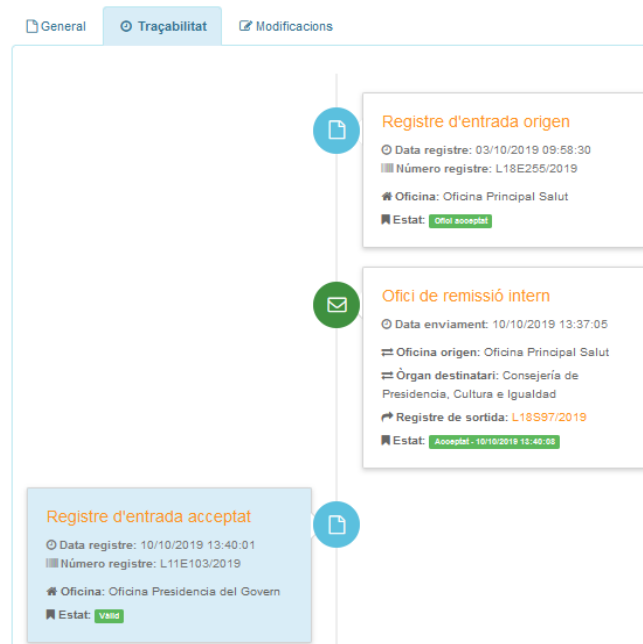 General Traçabilitat Modificacions
Registre d'entrada origen
Data registre: 03/10/2019 09:58:30
Número registre: L18E255/2019
Oficina: Oficina Principal Salut
Estat: Ofici acceptat
Ofici de remissió intern
Data enviament: 10/10/2019 13:37:05
Oficina origen: Oficina Principal Salut
Òrgan destinatari: Consejería de
Presidencia, Cultura e Igualdad
Registre de sortida: L18S97/2019
Estat: Acceptat - 10/10/2019 13:40:03
Registre d'entrada acceptat
Data registre: 10/10/2019 13:40:01
Número registre: L11E103/2019
Oficina: Oficina Presidencia del Govern
Estat: Vàlid